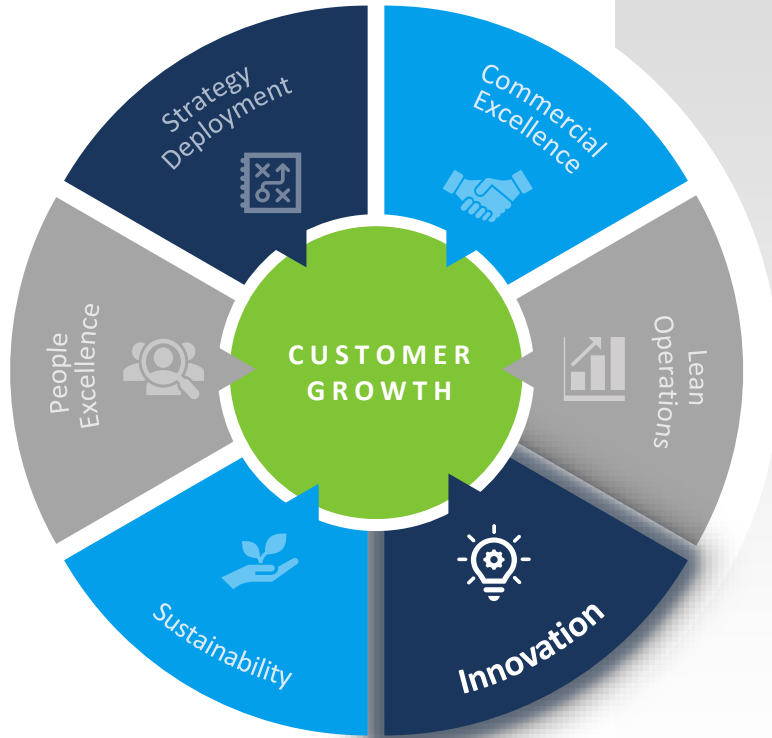 Strategy
Deployment
Commercial
Excellence
People
Excellence
CUSTOMER
GROWTH
Lean
Operations
Sustainability
Innovation